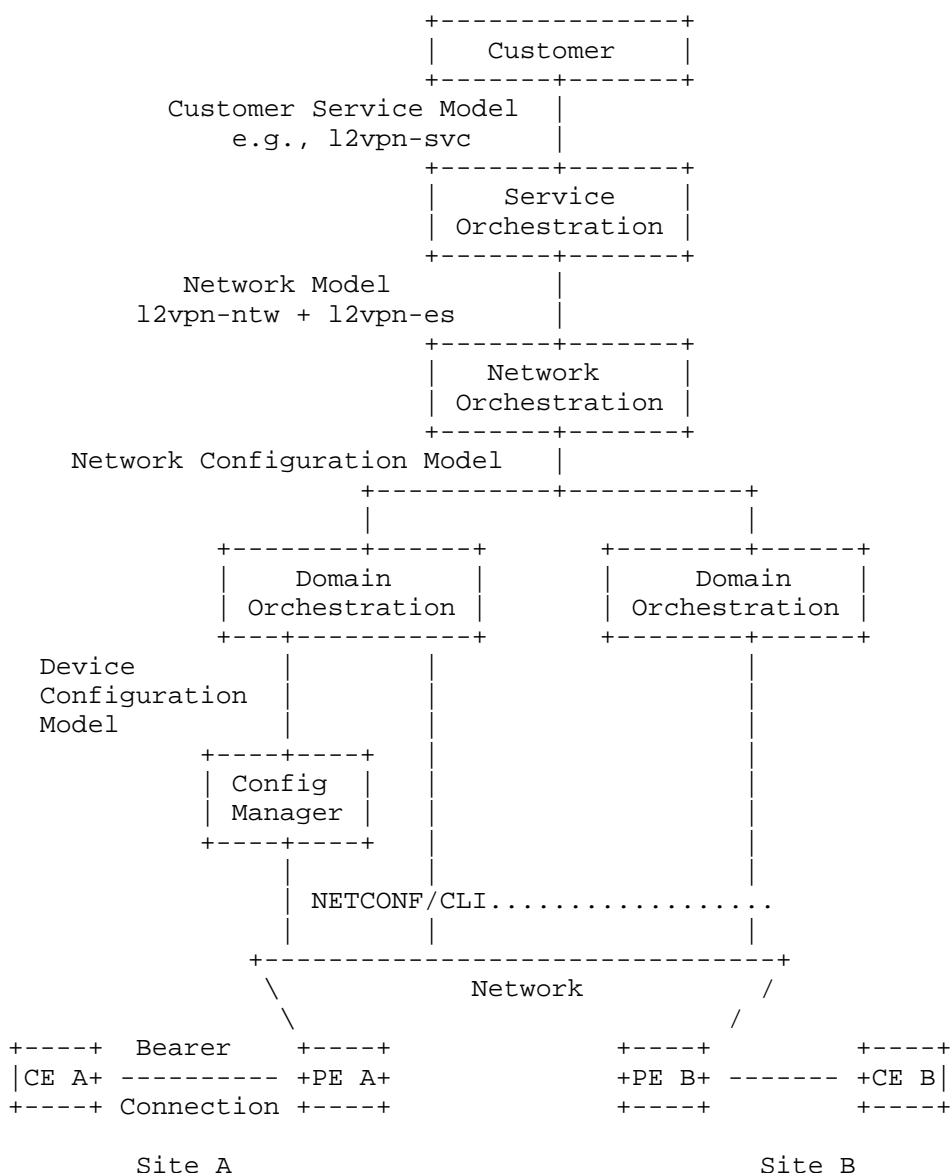 Customer
Customer Service Model
e.g., l2vpn-svc
Service
Orchestration
Network Model
l2vpn-ntw + l2vpn-es
Network
Orchestration
Network Configuration Model
Domain Domain
Orchestration Orchestration
Device
Configuration
Model
Config
Manager
NETCONF/CLI...................
Network
Bearer
CE A PE A PE B CE B
Connection
Site A Site B